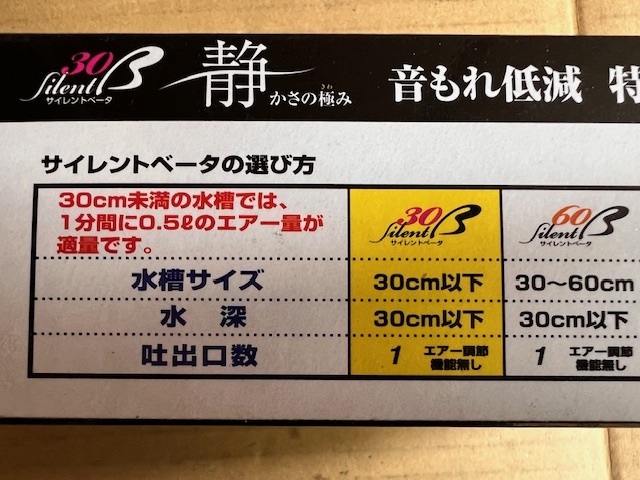 30
Silent β
サイレントベータ
静かさの極み
さわ
音もれ低減 特
サイレントベータの選び方
30cm未満の水槽では、
1分間に0.5ℓのエアー量が
適量です。
30
Silent β
サイレントベータ
60
Silent β
サイレントベータ
水槽サイズ 30cm以下 30〜60cm
水 深 30cm以下 30cm以下
吐出口数 1 エアー調節 機能無し 1 エアー調節 機能無し